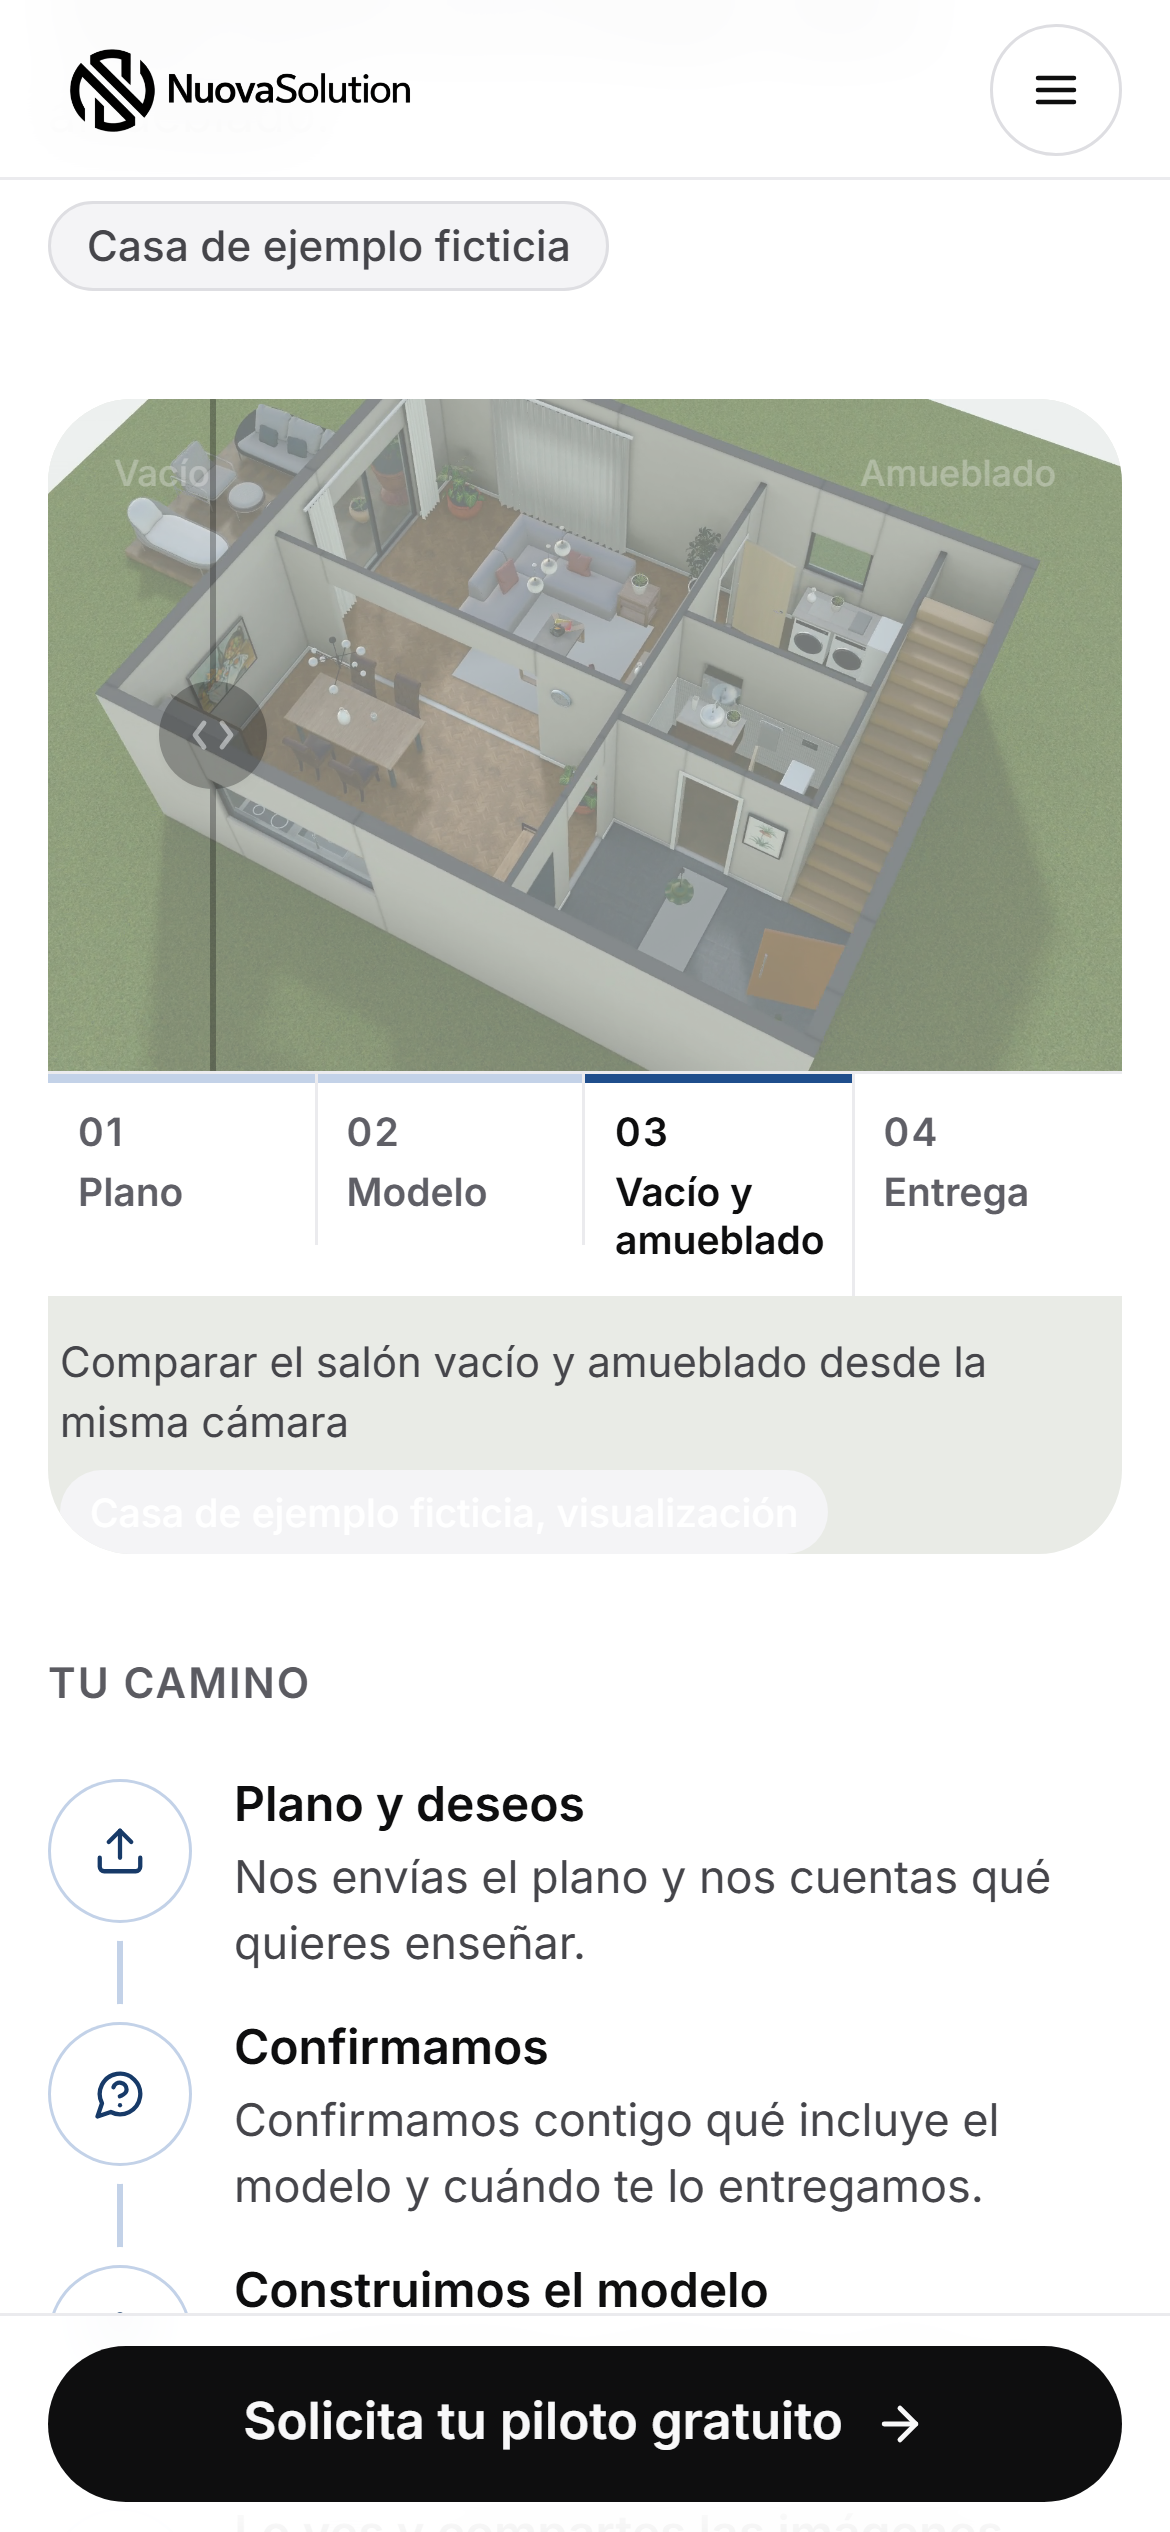 NuovaSolution
Casa de ejemplo ficticia
Vacío
Amueblado
01
Plano
02
Modelo
03
Vacío y
amueblado
04
Entrega
Comparar el salón vacío y amueblado desde la
misma cámara
Casa de ejemplo ficticia, visualización
TU CAMINO
Plano y deseos
Nos envías el plano y nos cuentas qué
quieres enseñar.
Confirmamos
Confirmamos contigo qué incluye el
modelo y cuándo te lo entregamos.
Construimos el modelo
Solicita tu piloto gratuito